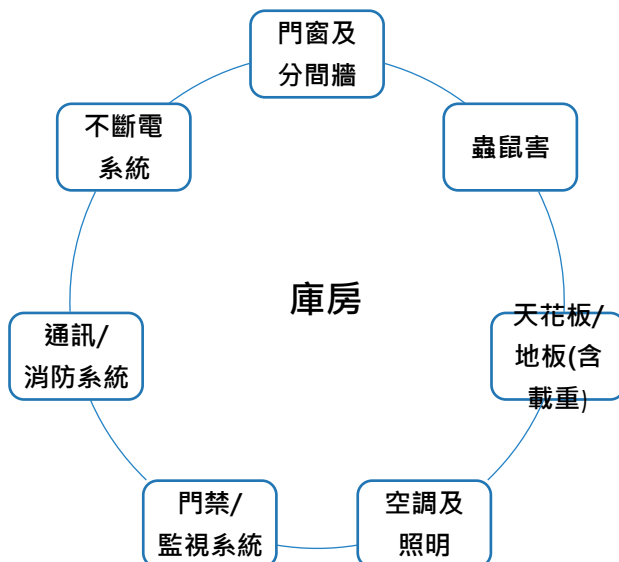 門窗及
分間牆
蟲鼠害
天花板/
地板(含
載重)
空調及
照明
門禁/
監視系統
通訊/
消防系統
不斷電
系統
庫房